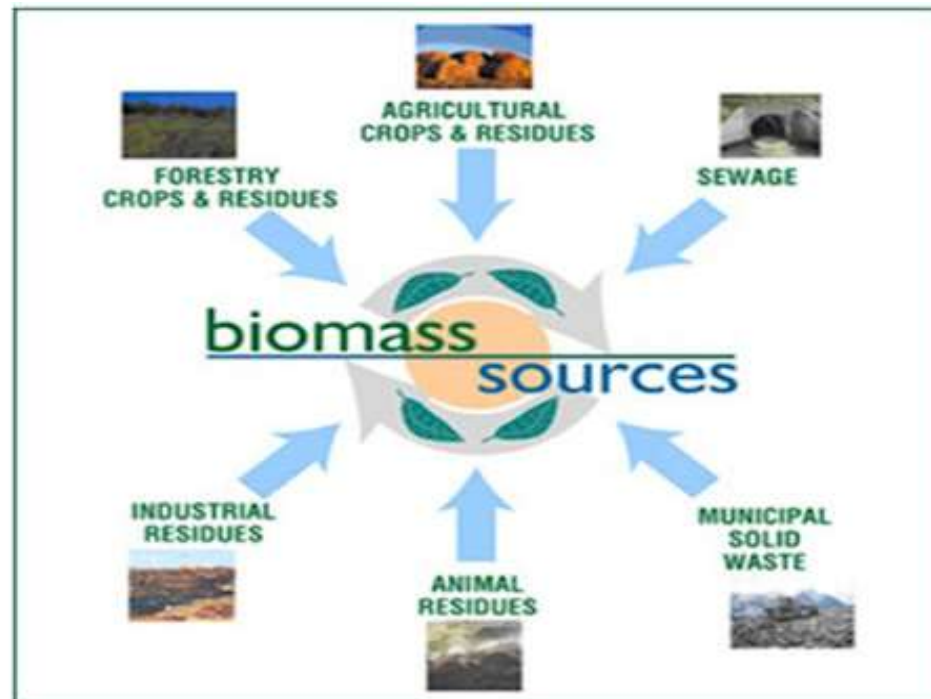 AGRICULTURAL
CROPS & RESIDUES
FORESTRY
CROPS & RESIDUES
SEWAGE
biomass
sources
INDUSTRIAL
RESIDUES
ANIMAL
RESIDUES
MUNICIPAL
SOLID
WASTE